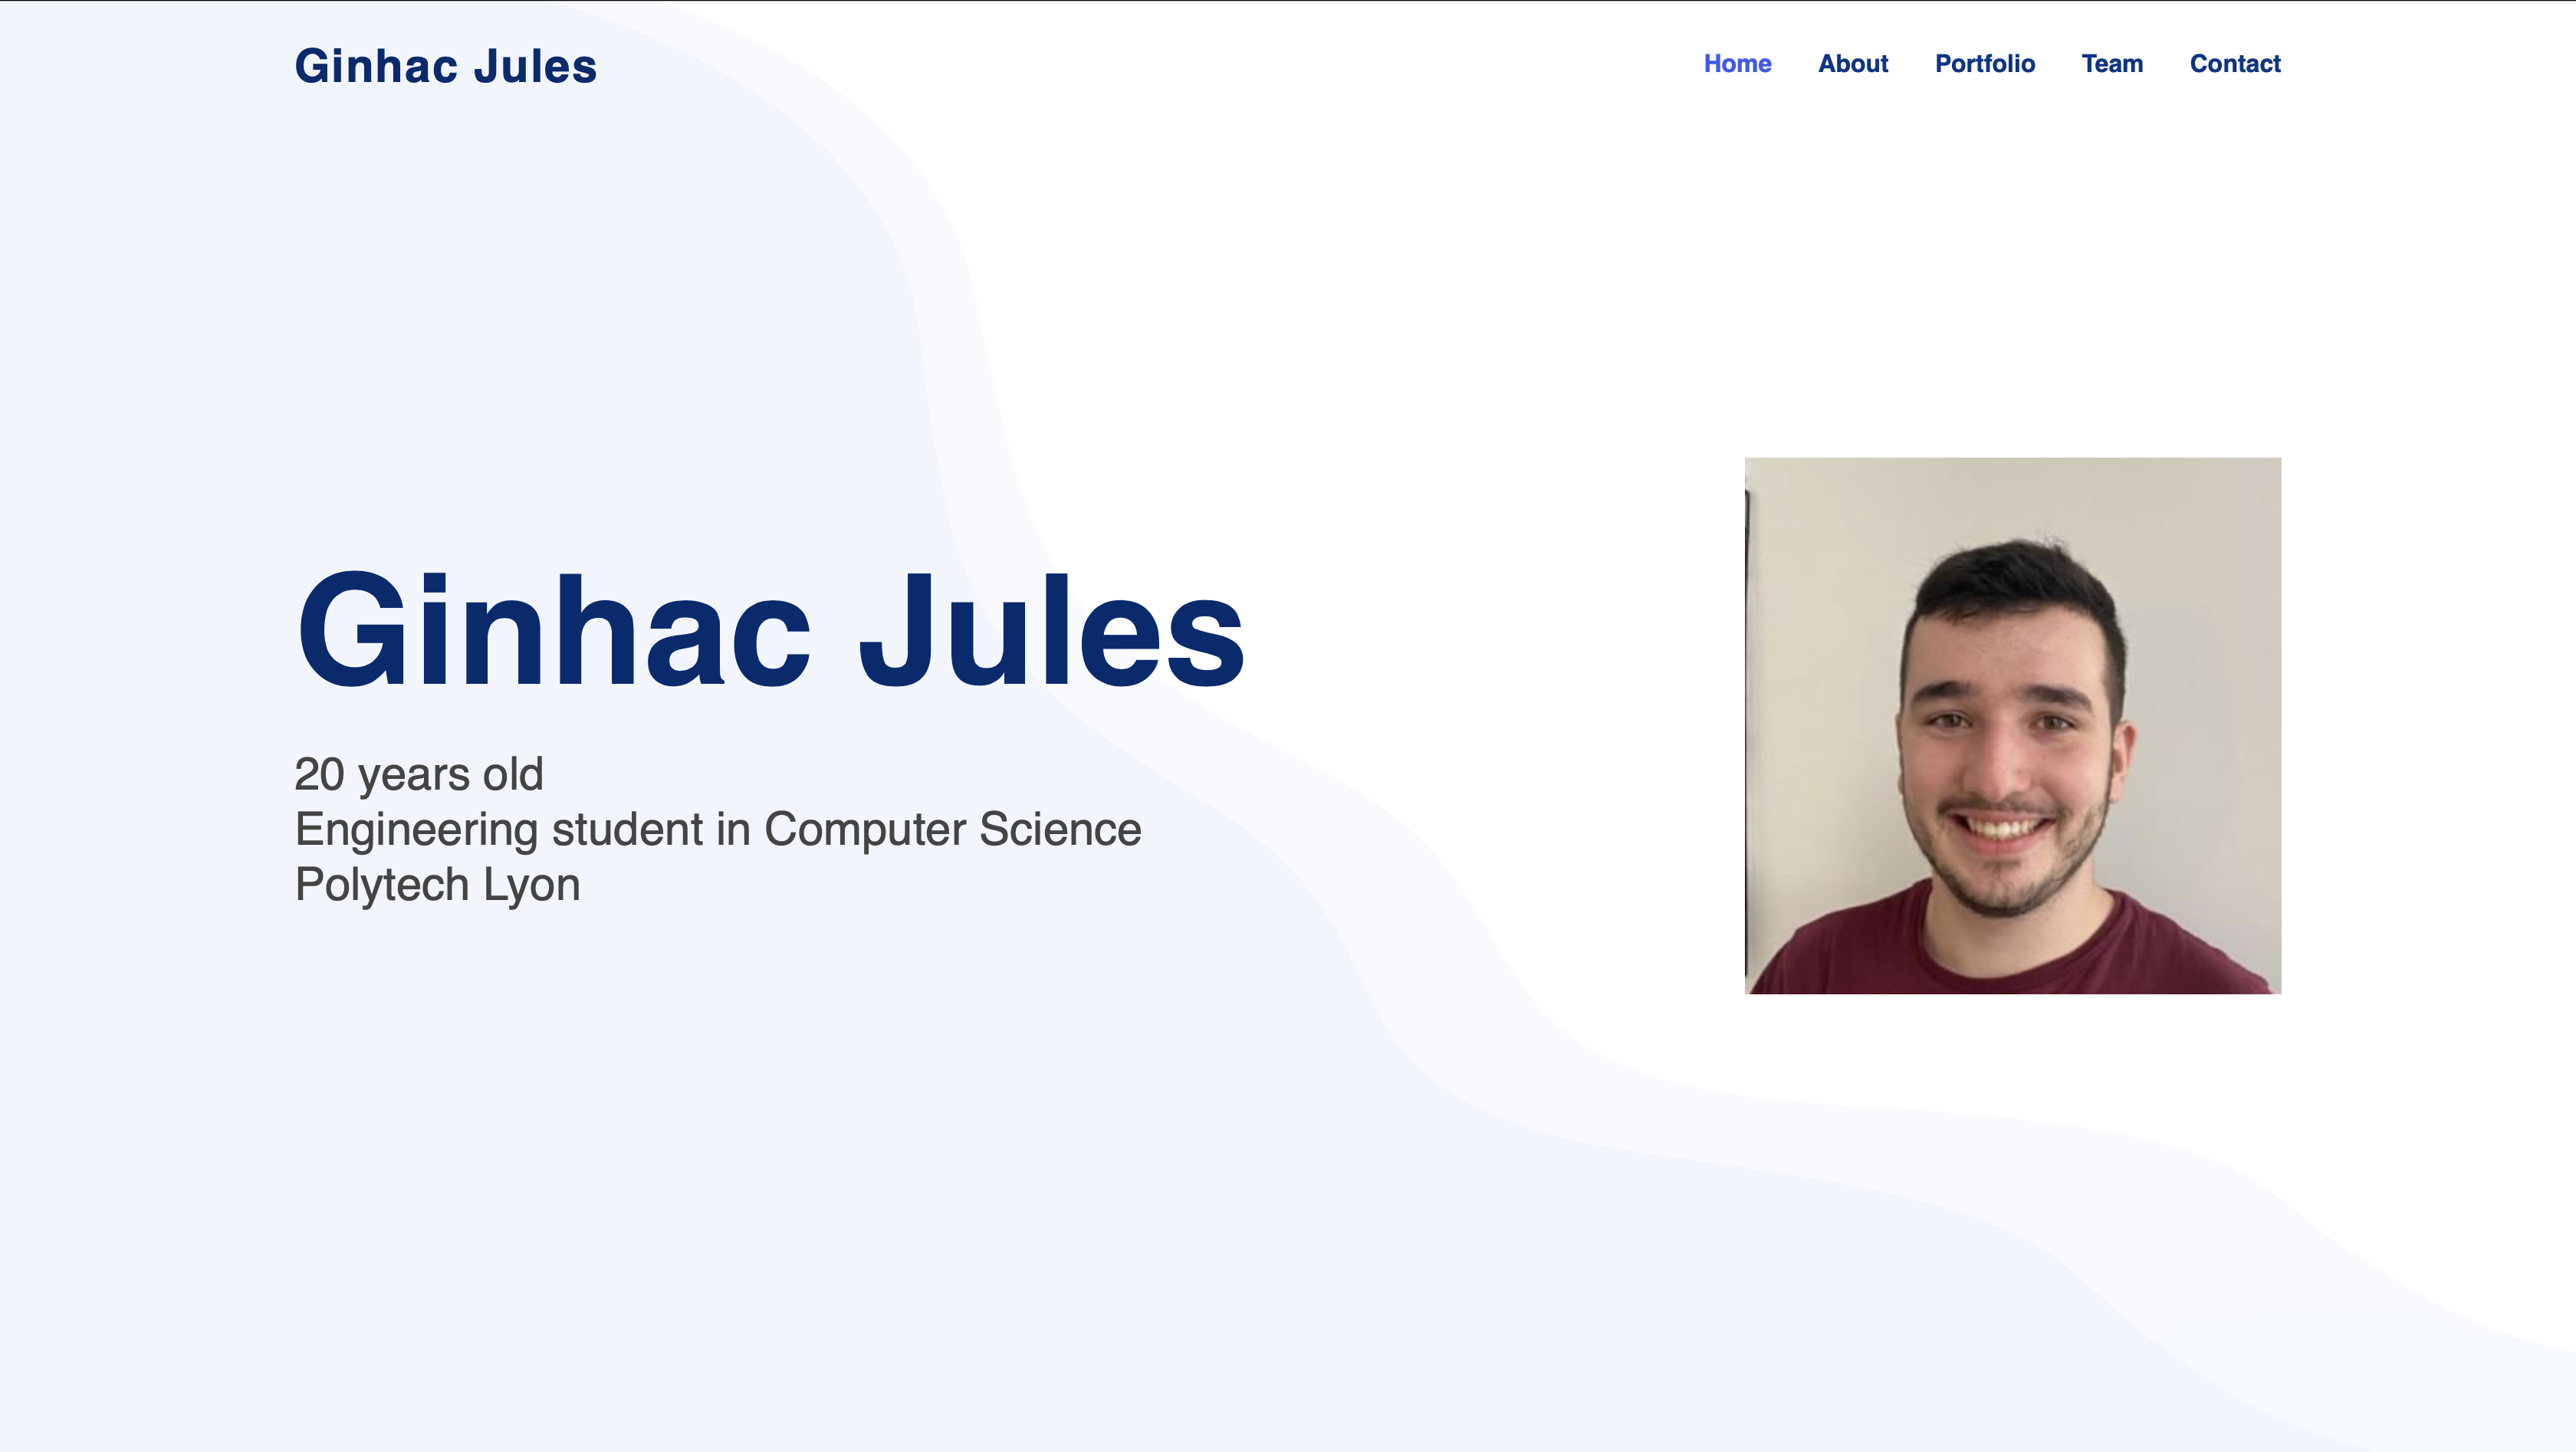 Ginhac Jules
Home About Portfolio Team Contact
Ginhac Jules
20 years old
Engineering student in Computer Science
Polytech Lyon